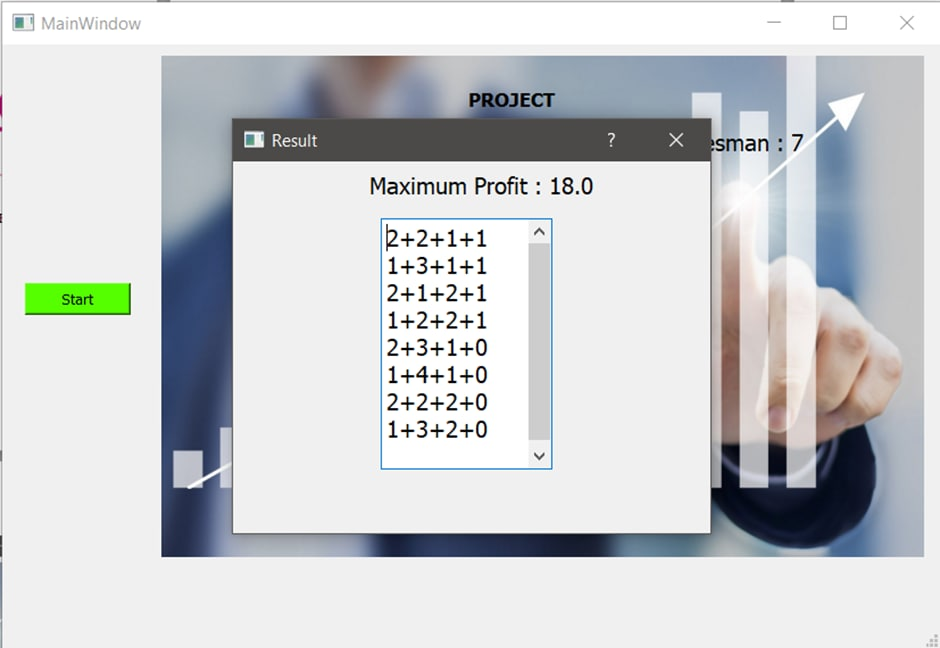 MainWindow
PROJECT
esman : 7
Result
?
Maximum Profit : 18.0
2+2+1+1
1+3+1+1
2+1+2+1
1+2+2+1
2+3+1+0
1+4+1+0
2+2+2+0
1+3+2+0
Start